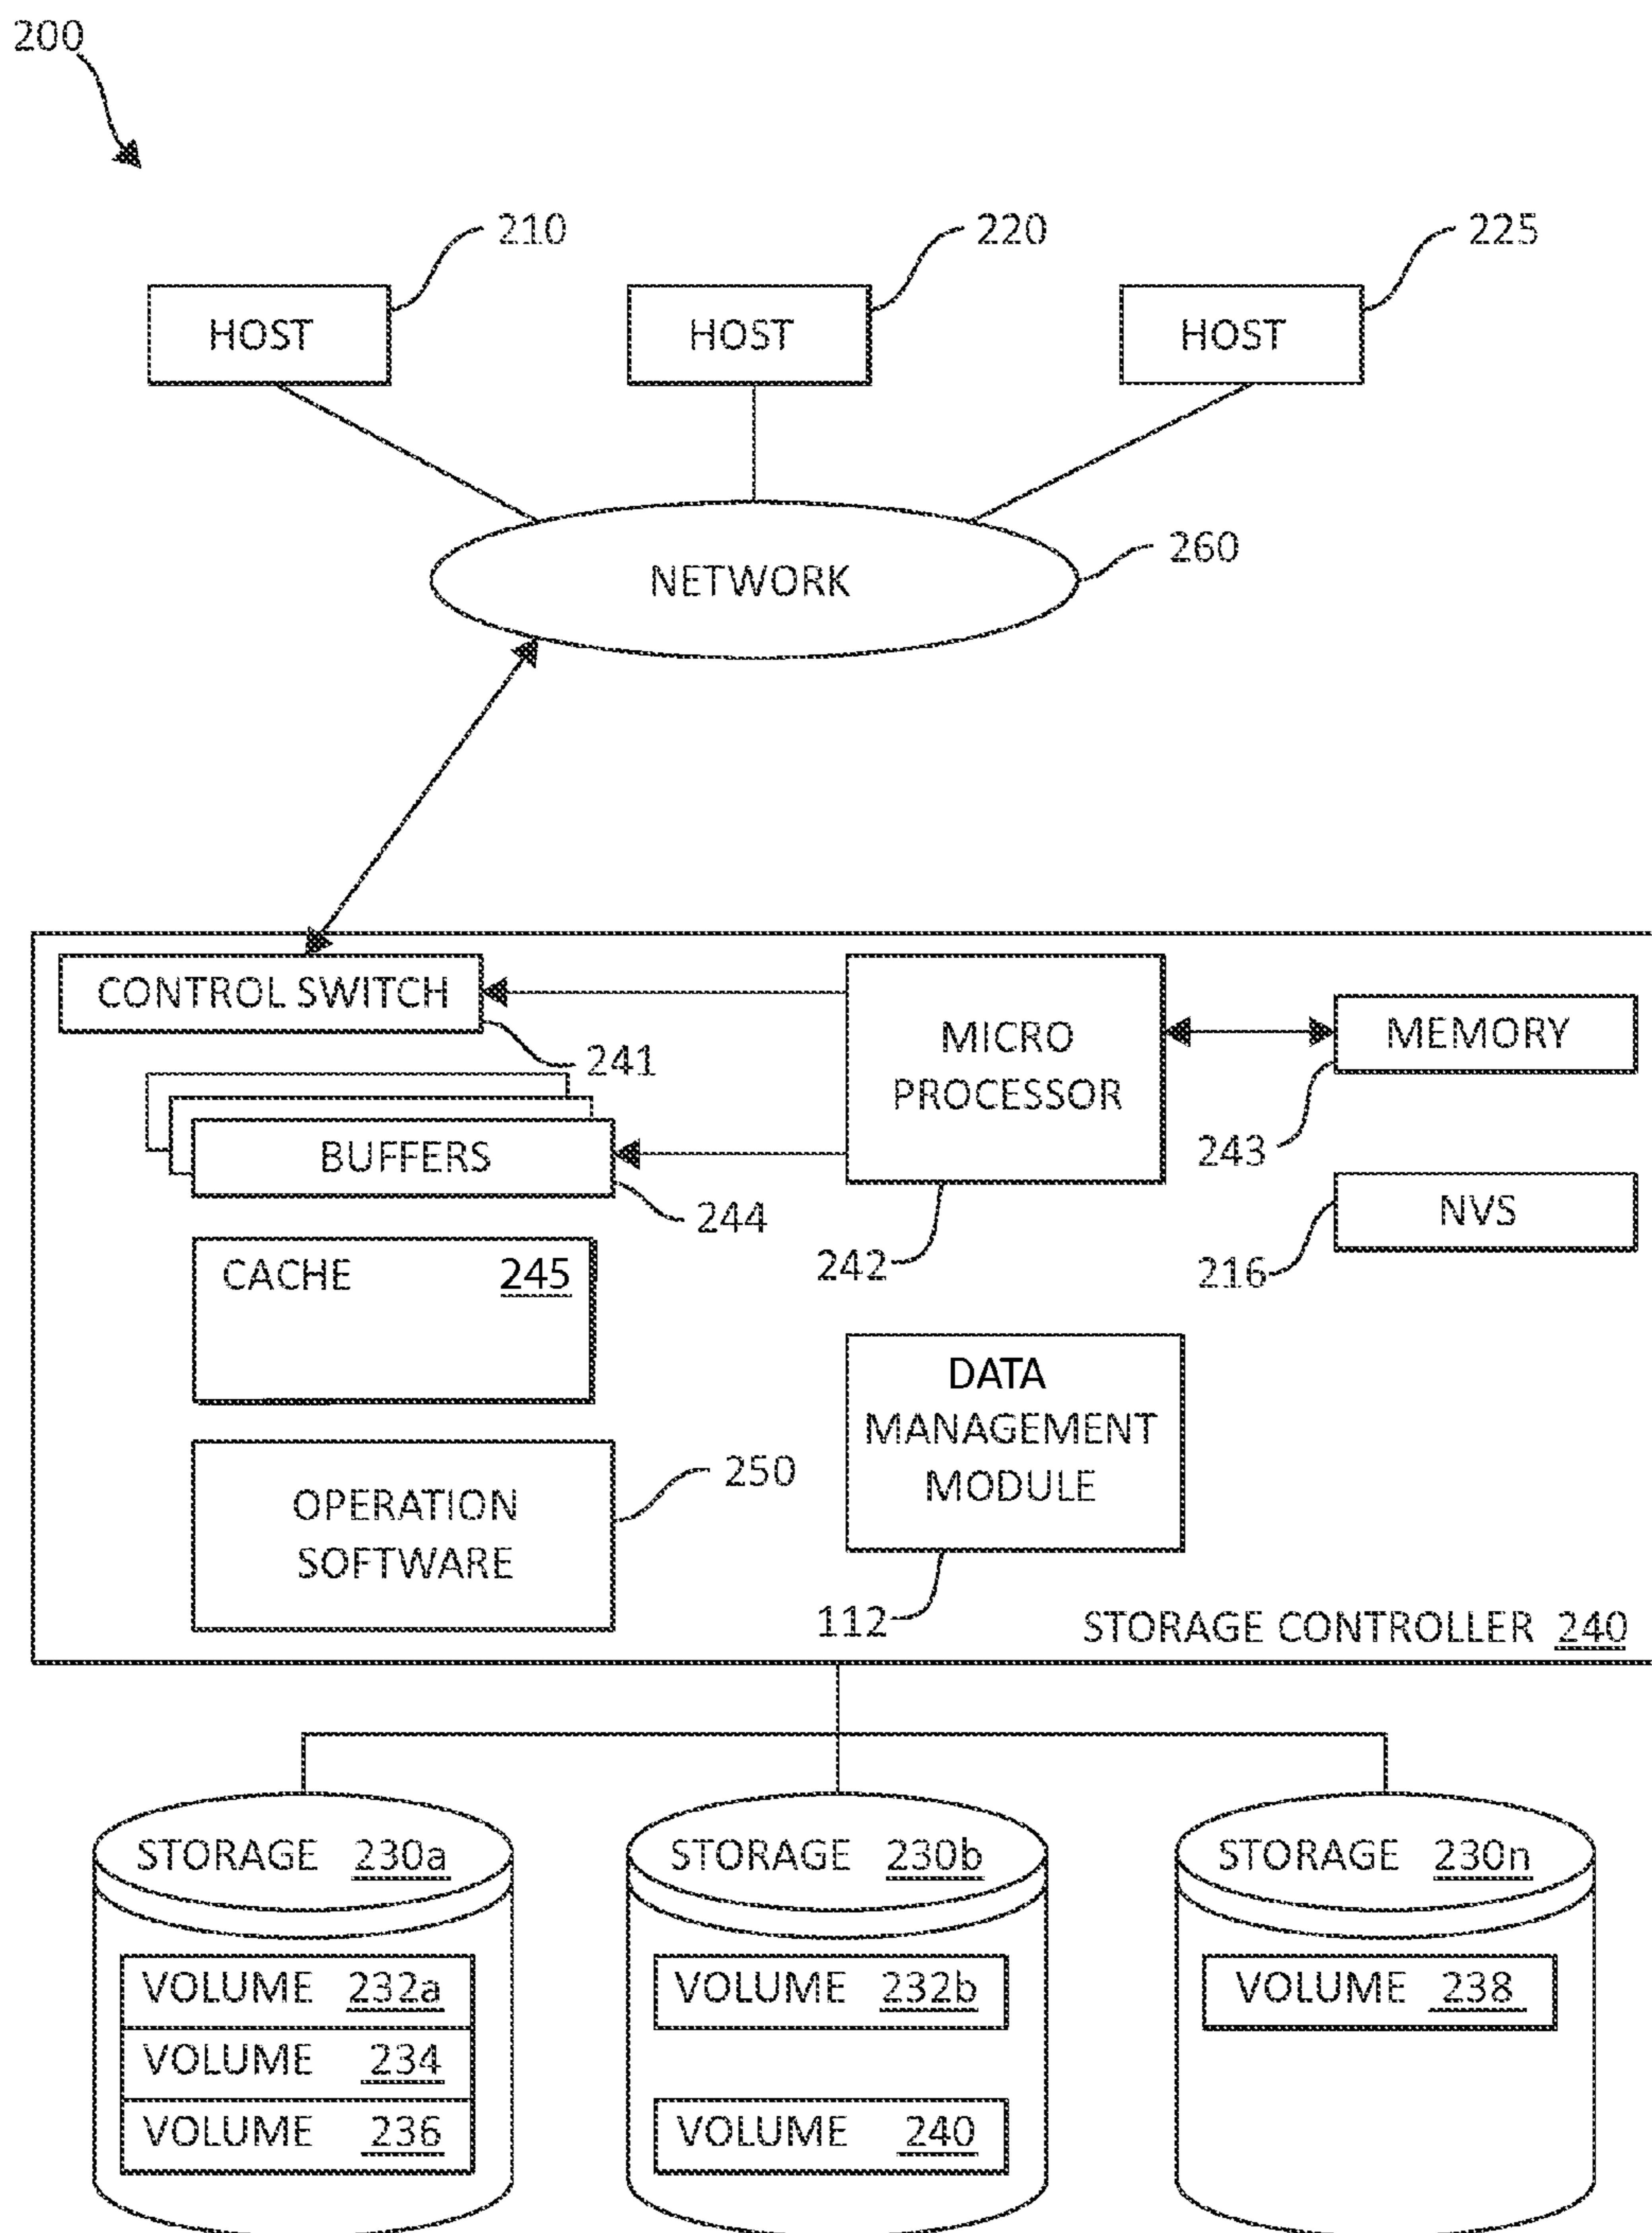 200
210
220
225
HOST
HOST
HOST
260
NETWORK
CONTROL SWITCH
241
MICRO
PROCESSOR
242
MEMORY
243
BUFFERS
244
NVS
216
CACHE 245
DATA
MANAGEMENT
MODULE
112
OPERATION
SOFTWARE
250
STORAGE CONTROLLER 240
STORAGE 230a
VOLUME 232a
VOLUME 234
VOLUME 236
STORAGE 230b
VOLUME 232b
VOLUME 240
STORAGE 230n
VOLUME 238